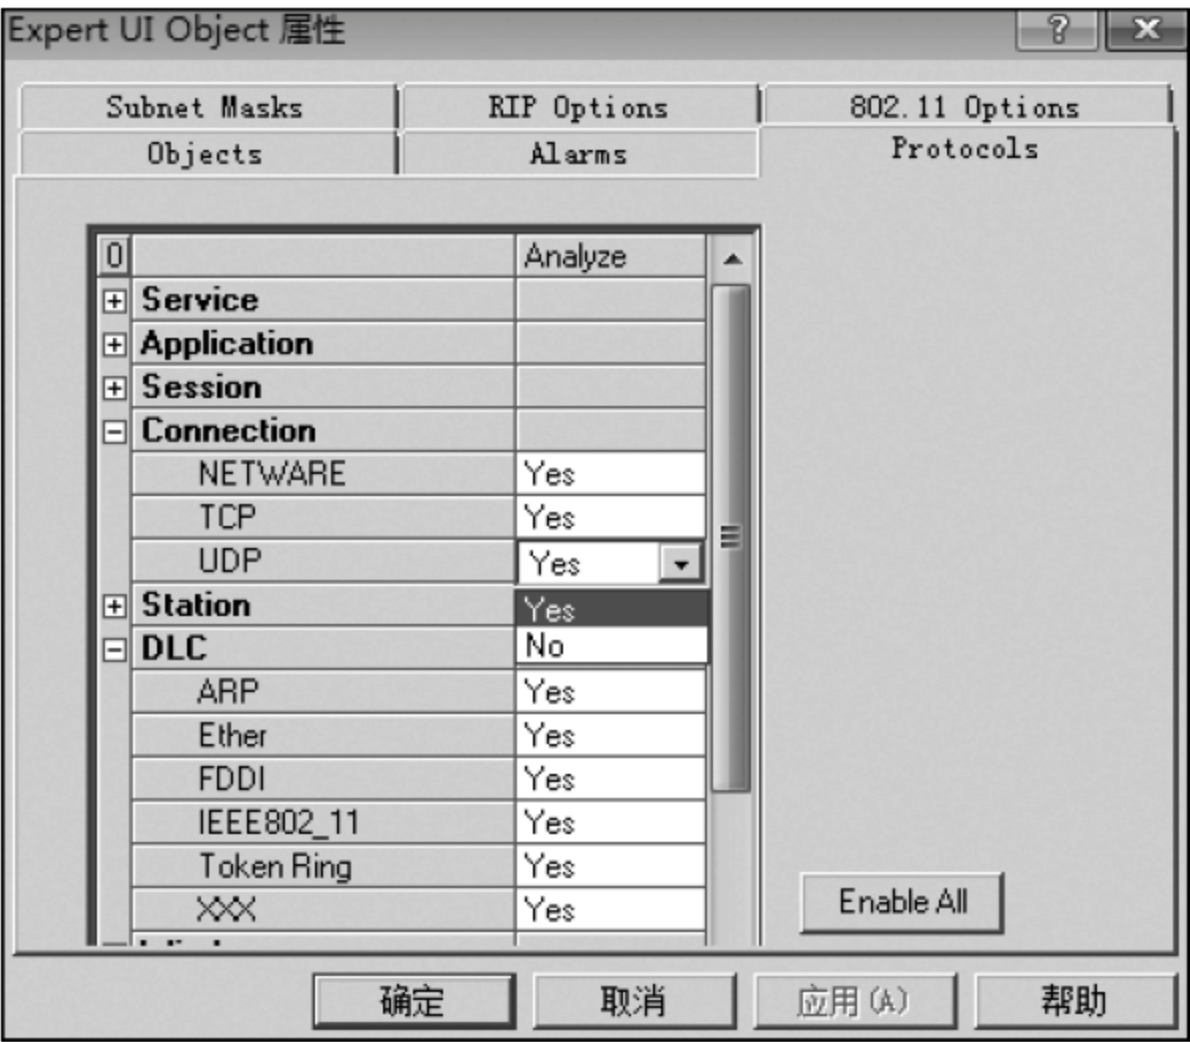 Expert UI Object 属性
Subnet Masks RIP Options 802.11 Options
Objects Alarms Protocols
0 Analyze
Service
Application
Session
Connection
NETWARE Yes
TCP Yes
UDP Yes
Station Yes
DLC No
ARP Yes
Ether Yes
FDDI Yes
IEEE802_11 Yes
Token Ring Yes
XXX Yes
Enable All
确定 取消 应用(A) 帮助